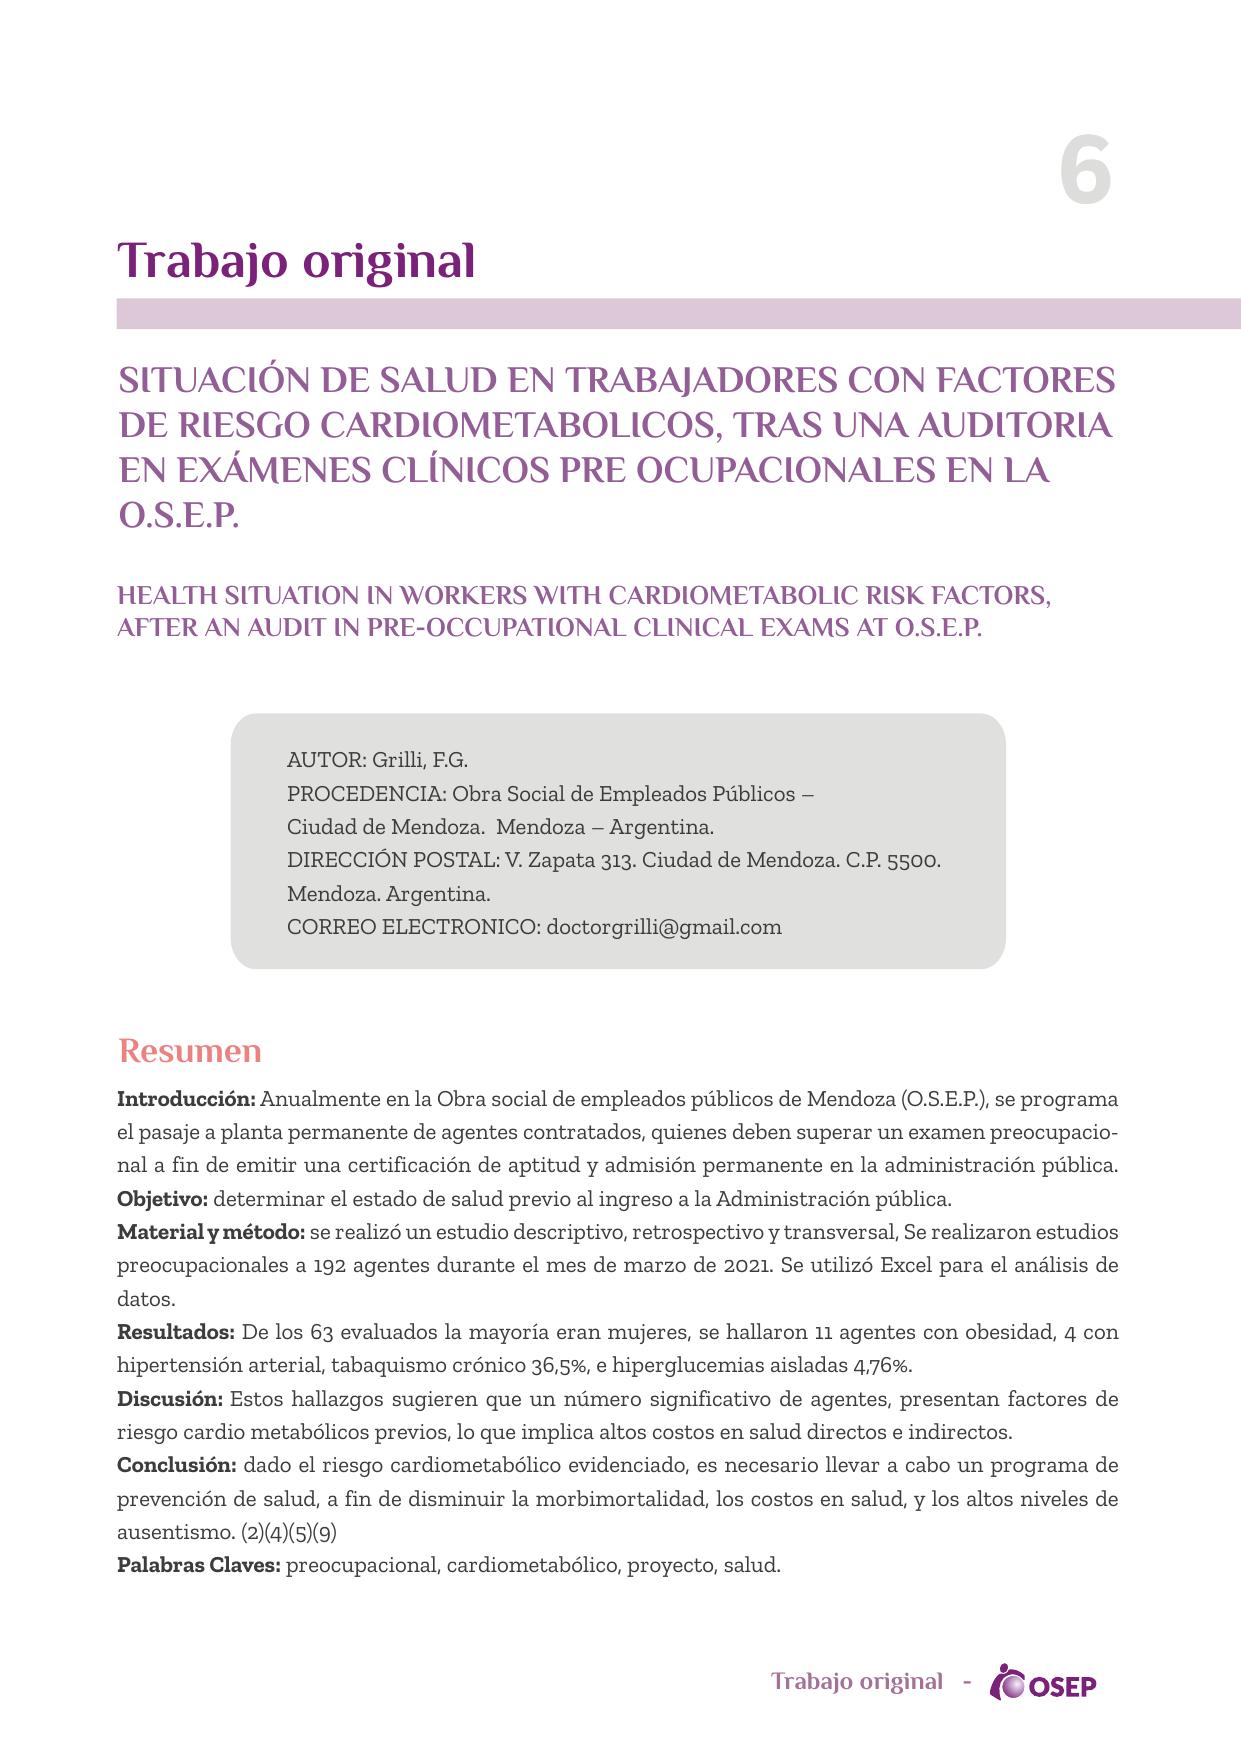 6
Trabajo original
SITUACIÓN DE SALUD EN TRABAJADORES CON FACTORES
DE RIESGO CARDIOMETABOLICOS, TRAS UNA AUDITORIA
EN EXÁMENES CLÍNICOS PRE OCUPACIONALES EN LA
O.S.E.P.
HEALTH SITUATION IN WORKERS WITH CARDIOMETABOLIC RISK FACTORS,
AFTER AN AUDIT IN PRE-OCCUPATIONAL CLINICAL EXAMS AT O.S.E.P.
AUTOR: Grilli, F.G.
PROCEDENCIA: Obra Social de Empleados Públicos –
Ciudad de Mendoza. Mendoza – Argentina.
DIRECCIÓN POSTAL: V. Zapata 313. Ciudad de Mendoza. C.P. 5500.
Mendoza. Argentina.
CORREO ELECTRONICO: doctorgrilli@gmail.com
Resumen
Introducción: Anualmente en la Obra social de empleados públicos de Mendoza (O.S.E.P.), se programa
el pasaje a planta permanente de agentes contratados, quienes deben superar un examen preocupacio-
nal a fin de emitir una certificación de aptitud y admisión permanente en la administración pública.
Objetivo: determinar el estado de salud previo al ingreso a la Administración pública.
Material y método: se realizó un estudio descriptivo, retrospectivo y transversal, Se realizaron estudios
preocupacionales a 192 agentes durante el mes de marzo de 2021. Se utilizó Excel para el análisis de
datos.
Resultados: De los 63 evaluados la mayoría eran mujeres, se hallaron 11 agentes con obesidad, 4 con
hipertensión arterial, tabaquismo crónico 36,5%, e hiperglucemias aisladas 4,76%.
Discusión: Estos hallazgos sugieren que un número significativo de agentes, presentan factores de
riesgo cardio metabólicos previos, lo que implica altos costos en salud directos e indirectos.
Conclusión: dado el riesgo cardiometabólico evidenciado, es necesario llevar a cabo un programa de
prevención de salud, a fin de disminuir la morbimortalidad, los costos en salud, y los altos niveles de
ausentismo. (2)(4)(5)(9)
Palabras Claves: preocupacional, cardiometabólico, proyecto, salud.
Trabajo original - OSEP